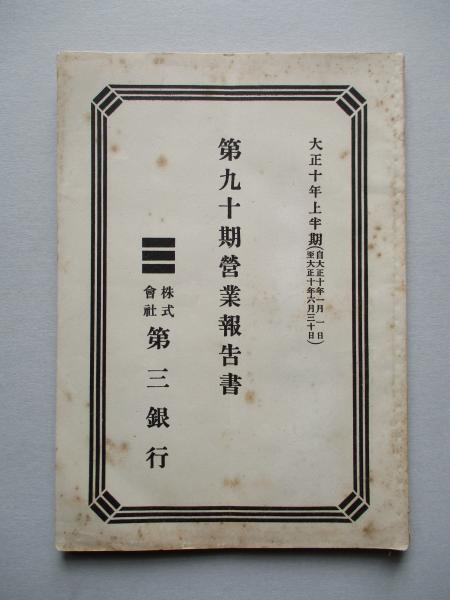 大正十年上半期(自大正十年一月一日至大正十年六月三十日)
第九十期營業報告書
株式會社第三銀行